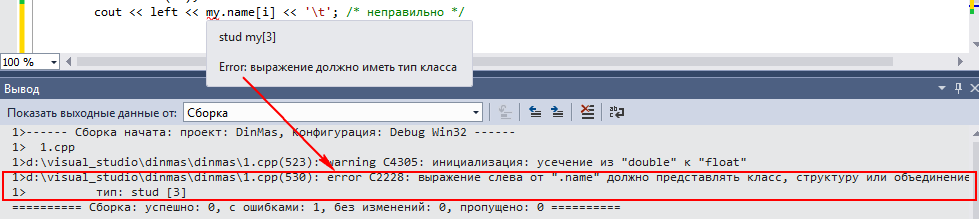 cout << left << my.name[i] << '\t'; /* неправильно */
stud my[3]
Error: выражение должно иметь тип класса
100 %
Вывод
Показать выходные данные от: Сборка
1>------ Сборка начата: проект: DinMas, Конфигурация: Debug Win32 ------
1>  1.cpp
1>d:\visual_studio\dinmas\dinmas\1.cpp(523): warning C4305: инициализация: усечение из "double" к "float"
1>d:\visual_studio\dinmas\dinmas\1.cpp(530): error C2228: выражение слева от ".name" должно представлять класс, структуру или объединение
1>          тип: stud [3]
========== Сборка: успешно: 0, с ошибками: 1, без изменений: 0, пропущено: 0 ==========